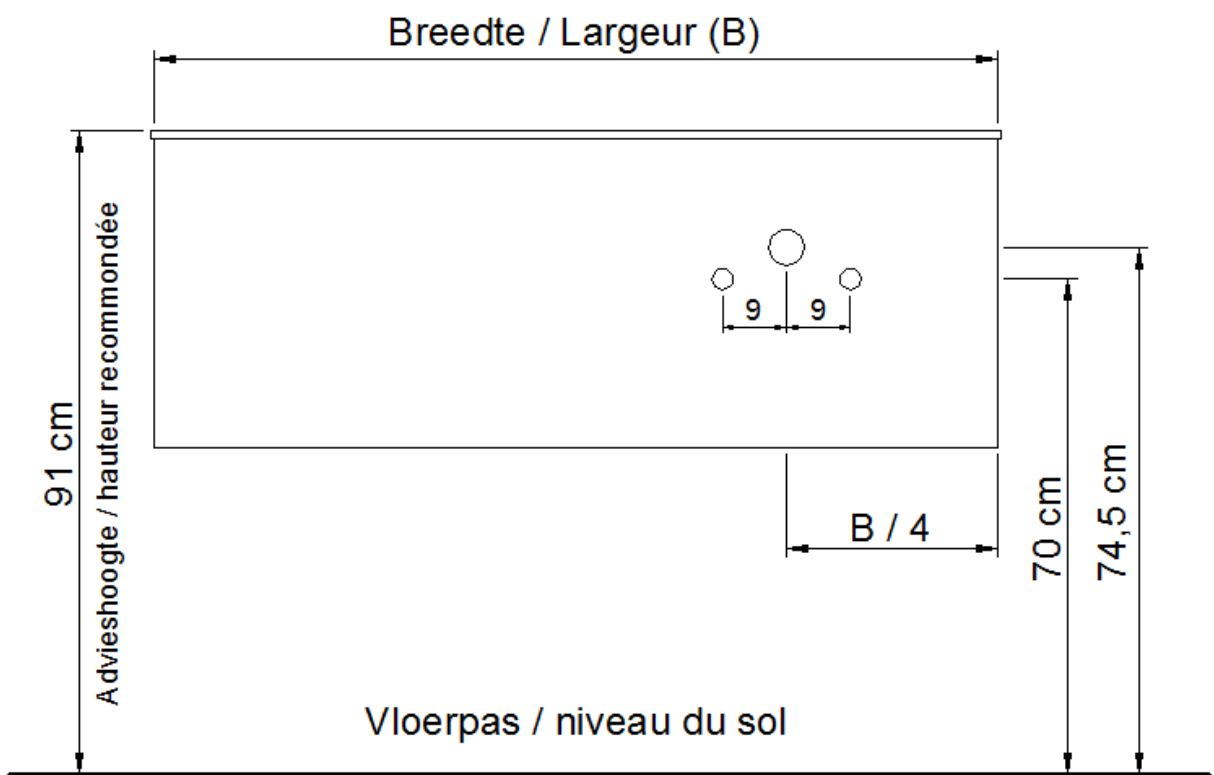 Breedte / Largeur (B)
91 cm
Advieshoogte / hauteur recommondée
9
9
B / 4
70 cm
74,5 cm
Vloerpas / niveau du sol